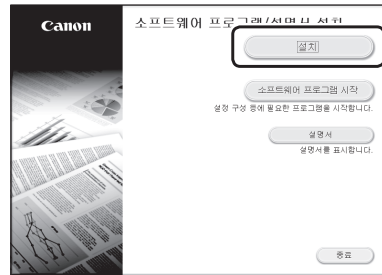 Canon
소프트웨어 프로그램/설명서 설치
설치
소프트웨어 프로그램 시작
설정 구성 중에 필요한 프로그램을 시작합니다.
설명서
설명서를 표시합니다.
종료